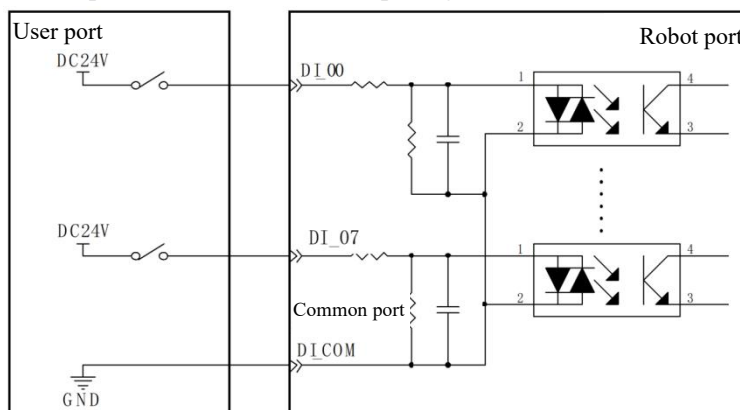 User port
Robot port
DC24V
DI_00
1
4
2
3
DC24V
DI_07
1
4
Common port
2
3
DI_COM
GND